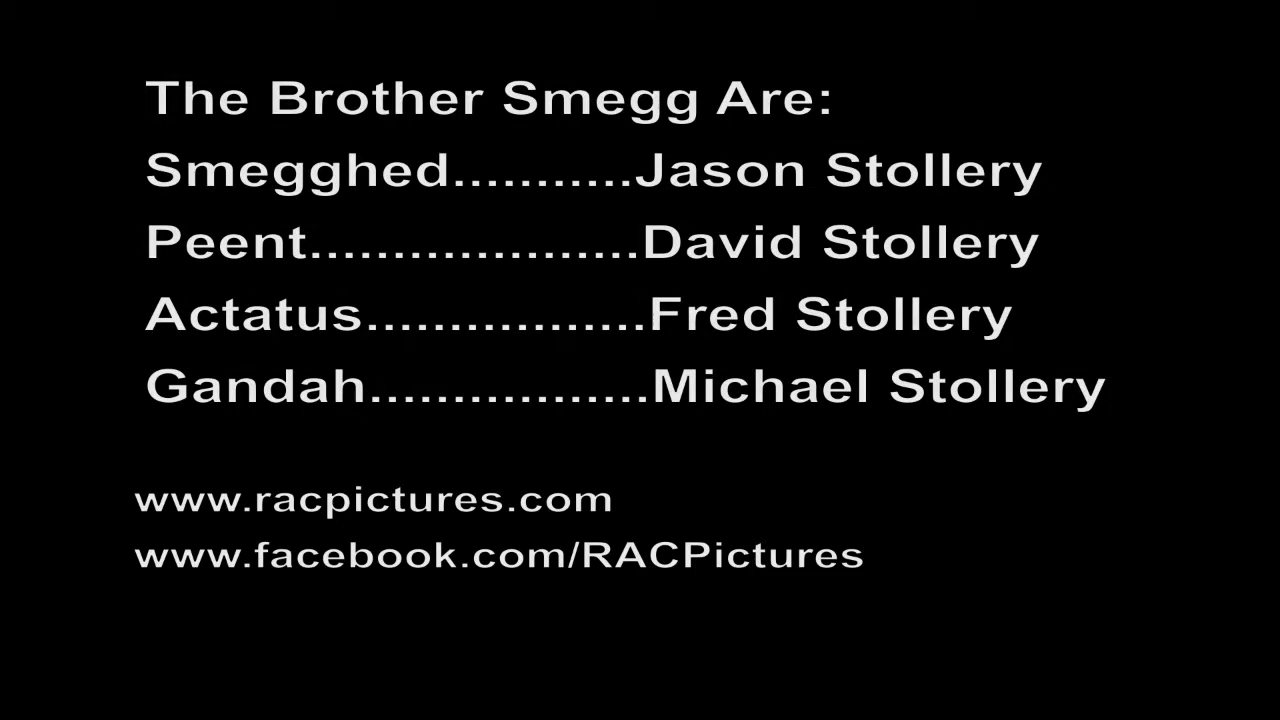 The Brother Smegg Are:
Smegghed...........Jason Stollery
Peent....................David Stollery
Actatus.................Fred Stollery
Gandah.................Michael Stollery
www.racpictures.com
www.facebook.com/RACPictures